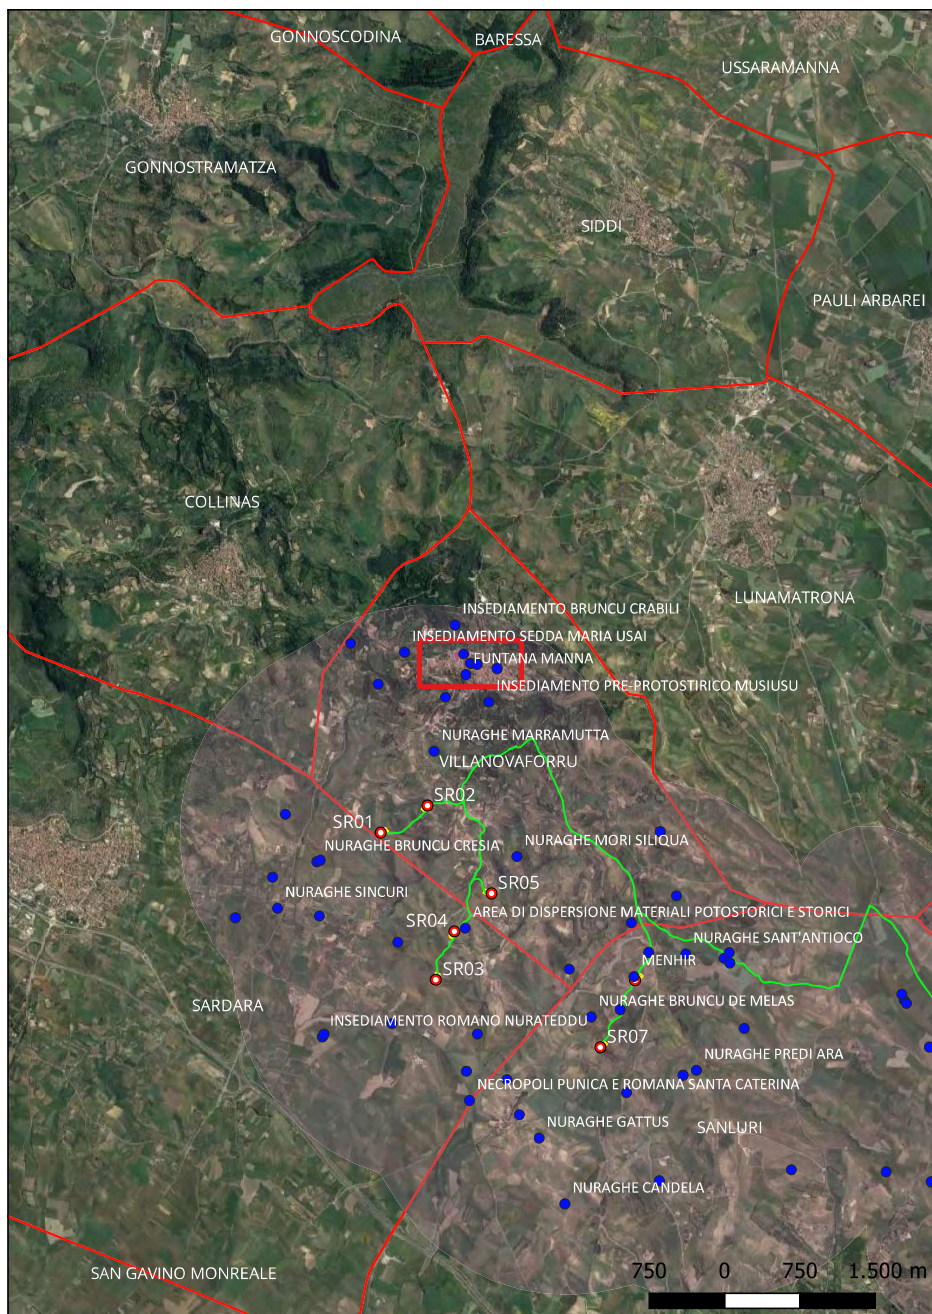 GONNOSCODINA
BARESSA
USSARAMANNA
GONNOSTRAMATZA
SIDDI
PAULI ARBAREI
COLLINAS
LUNAMATRONA
INSEDIAMENTO BRUNCU CRABILI
INSEDIAMENTO SEDDA MARIA USAI
FUNTANA MANNA
INSEDIAMENTO PRE-PROTOSTIRICO MUSIUSU
NURAGHE MARRAMUTTA
VILLANOVAFORRU
SR02
SR01
NURAGHE BRUNCU CRESIA
NURAGHE MORI SILIQUA
NURAGHE SINCURI
SR05
AREA DI DISPERSIONE MATERIALI POTOSTORICI E STORICI
SR04
NURAGHE SANT'ANTIOCO
MENHIR
SR03
NURAGHE BRUNCU DE MELAS
SARDARA
INSEDIAMENTO ROMANO NURATEDDU
SR07
NURAGHE PREDI ARA
NECROPOLI PUNICA E ROMANA SANTA CATERINA
NURAGHE GATTUS
SANLURI
NURAGHE CANDELA
SAN GAVINO MONREALE
750 0 750 1.500 m